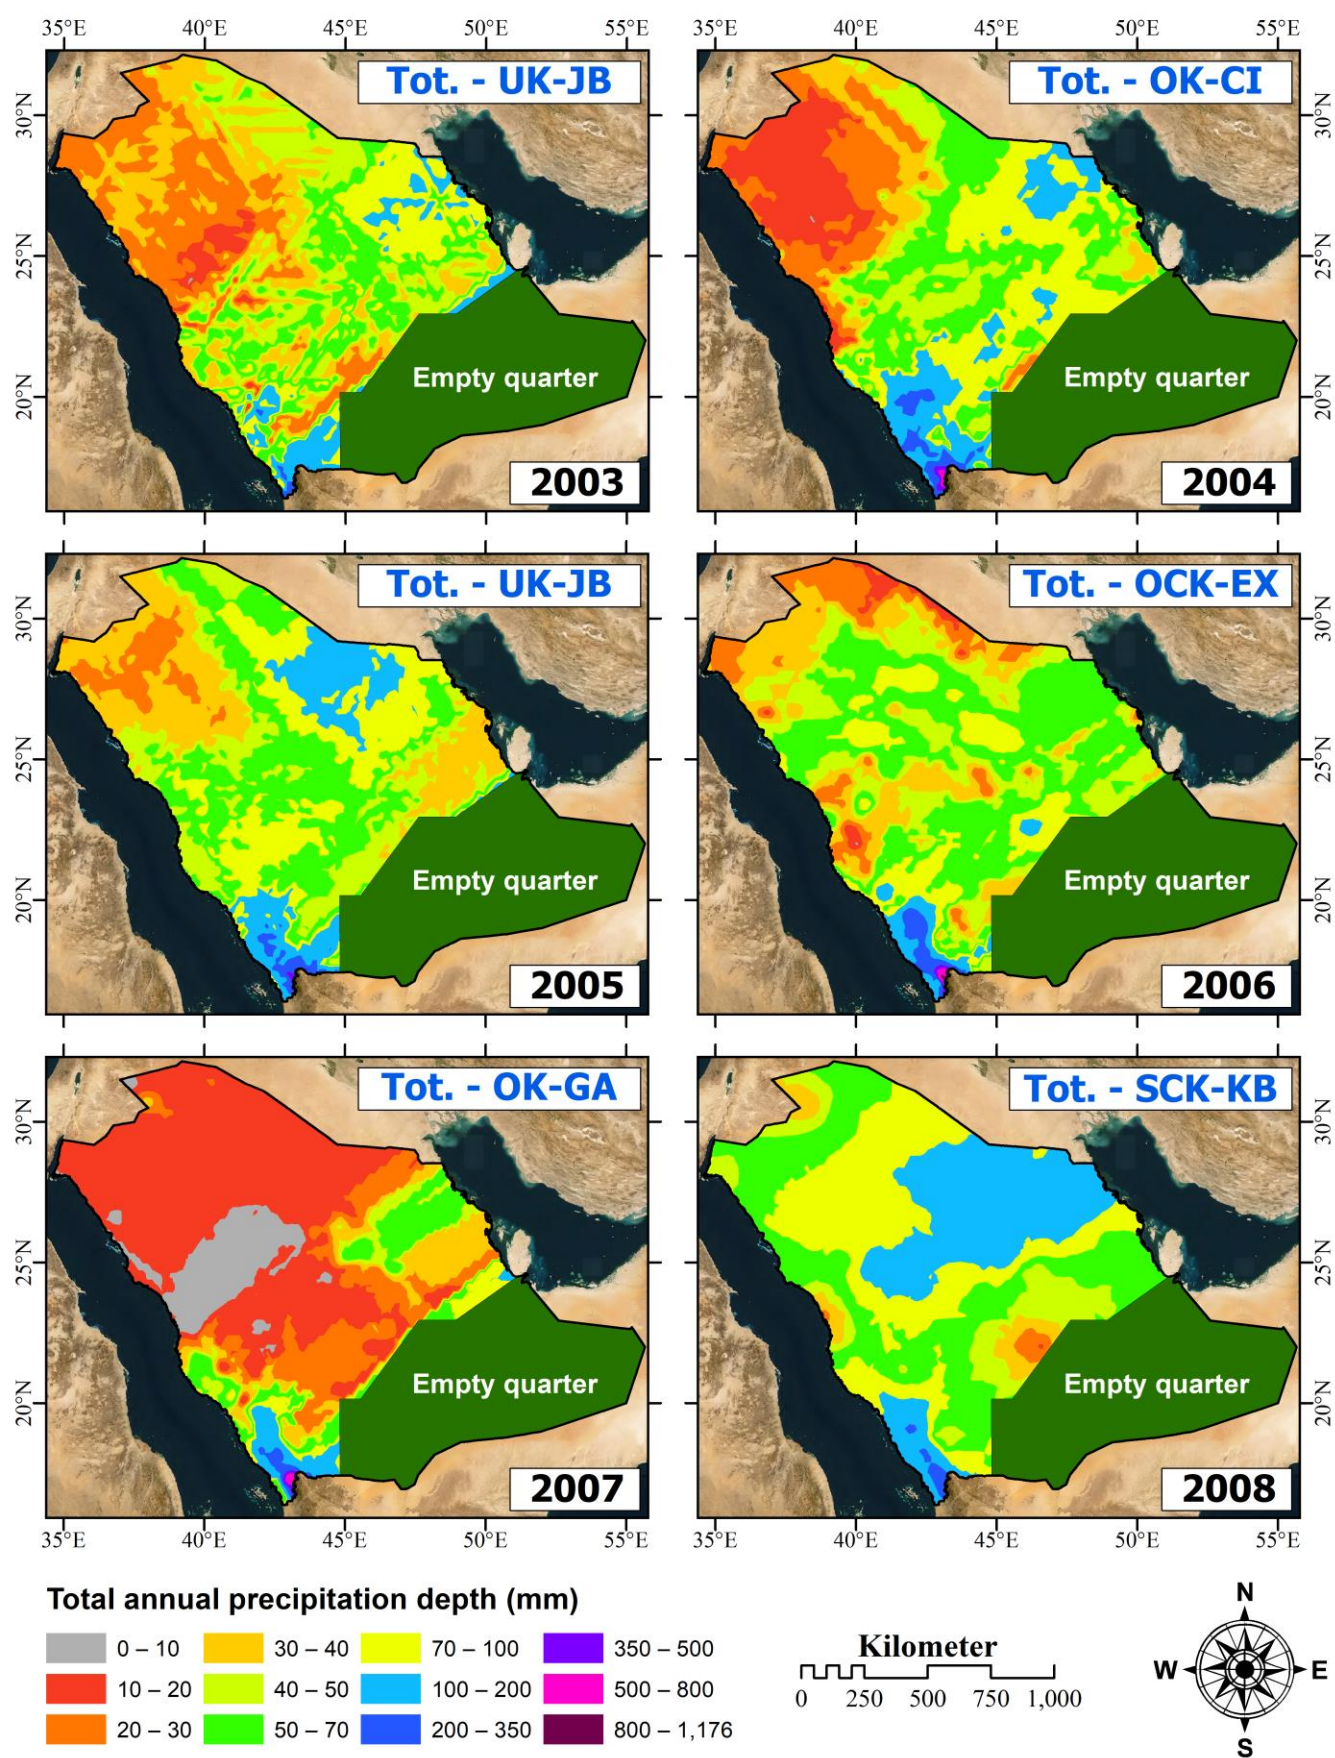 35°E 40°E 45°E 50°E 55°E 35°E 40°E 45°E 50°E 55°E
Tot. - UK-JB
30°N
25°N
20°N
Empty quarter
2003
Tot. - OK-CI
30°N
25°N
20°N
Empty quarter
2004
Tot. - UK-JB
30°N
25°N
20°N
Empty quarter
2005
Tot. - OCK-EX
30°N
25°N
20°N
Empty quarter
2006
Tot. - OK-GA
30°N
25°N
20°N
Empty quarter
2007
Tot. - SCK-KB
30°N
25°N
20°N
Empty quarter
2008
35°E 40°E 45°E 50°E 55°E 35°E 40°E 45°E 50°E 55°E
Total annual precipitation depth (mm)
0 – 10 30 – 40 70 – 100 350 – 500
10 – 20 40 – 50 100 – 200 500 – 800
20 – 30 50 – 70 200 – 350 800 – 1,176
Kilometer
0 250 500 750 1,000
N
W E
S